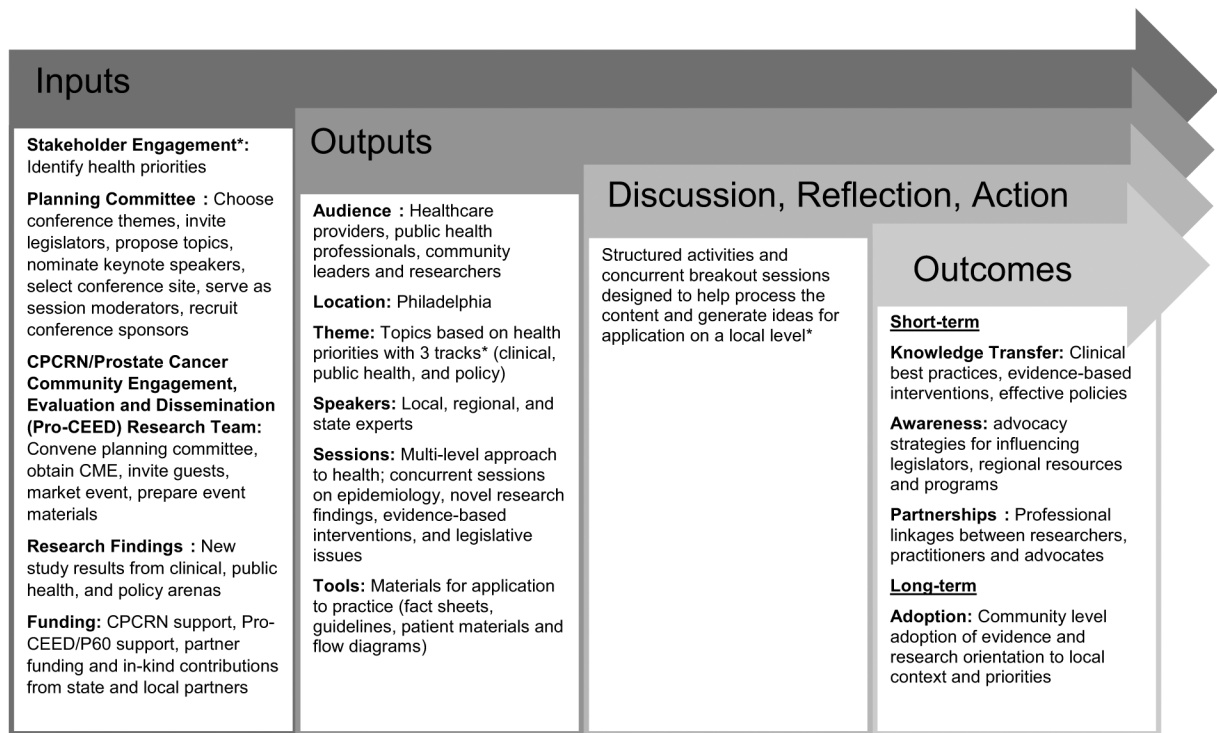 Inputs
Stakeholder Engagement*:
Identify health priorities
Planning Committee : Choose
conference themes, invite
legislators, propose topics,
nominate keynote speakers,
select conference site, serve as
session moderators, recruit
conference sponsors
CPCRN/Prostate Cancer
Community Engagement,
Evaluation and Dissemination
(Pro-CEED) Research Team:
Convene planning committee,
obtain CME, invite guests,
market event, prepare event
materials
Research Findings : New
study results from clinical, public
health, and policy arenas
Funding: CPCRN support, Pro-
CEED/P60 support, partner
funding and in-kind contributions
from state and local partners
Outputs
Audience : Healthcare
providers, public health
professionals, community
leaders and researchers
Location: Philadelphia
Theme: Topics based on health
priorities with 3 tracks* (clinical,
public health, and policy)
Speakers: Local, regional, and
state experts
Sessions: Multi-level approach
to health; concurrent sessions
on epidemiology, novel research
findings, evidence-based
interventions, and legislative
issues
Tools: Materials for application
to practice (fact sheets,
guidelines, patient materials and
flow diagrams)
Discussion, Reflection, Action
Structured activities and
concurrent breakout sessions
designed to help process the
content and generate ideas for
application on a local level*
Outcomes
Short-term
Knowledge Transfer: Clinical
best practices, evidence-based
interventions, effective policies
Awareness: advocacy
strategies for influencing
legislators, regional resources
and programs
Partnerships : Professional
linkages between researchers,
practitioners and advocates
Long-term
Adoption: Community level
adoption of evidence and
research orientation to local
context and priorities